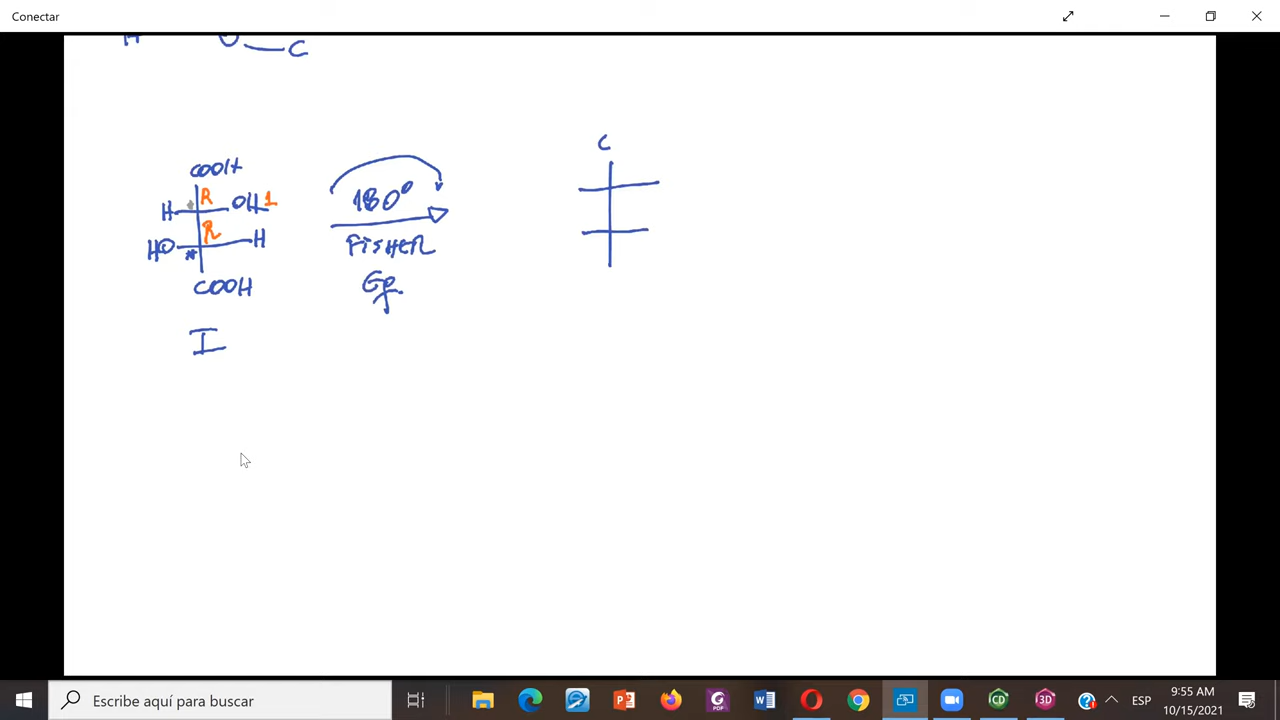 Conectar
H O C
COOH
H R OH 1
HO R H
*
COOH
I
180°
FISHER
Ep.
C
Escribe aquí para buscar
ESP
9:55 AM
10/15/2021